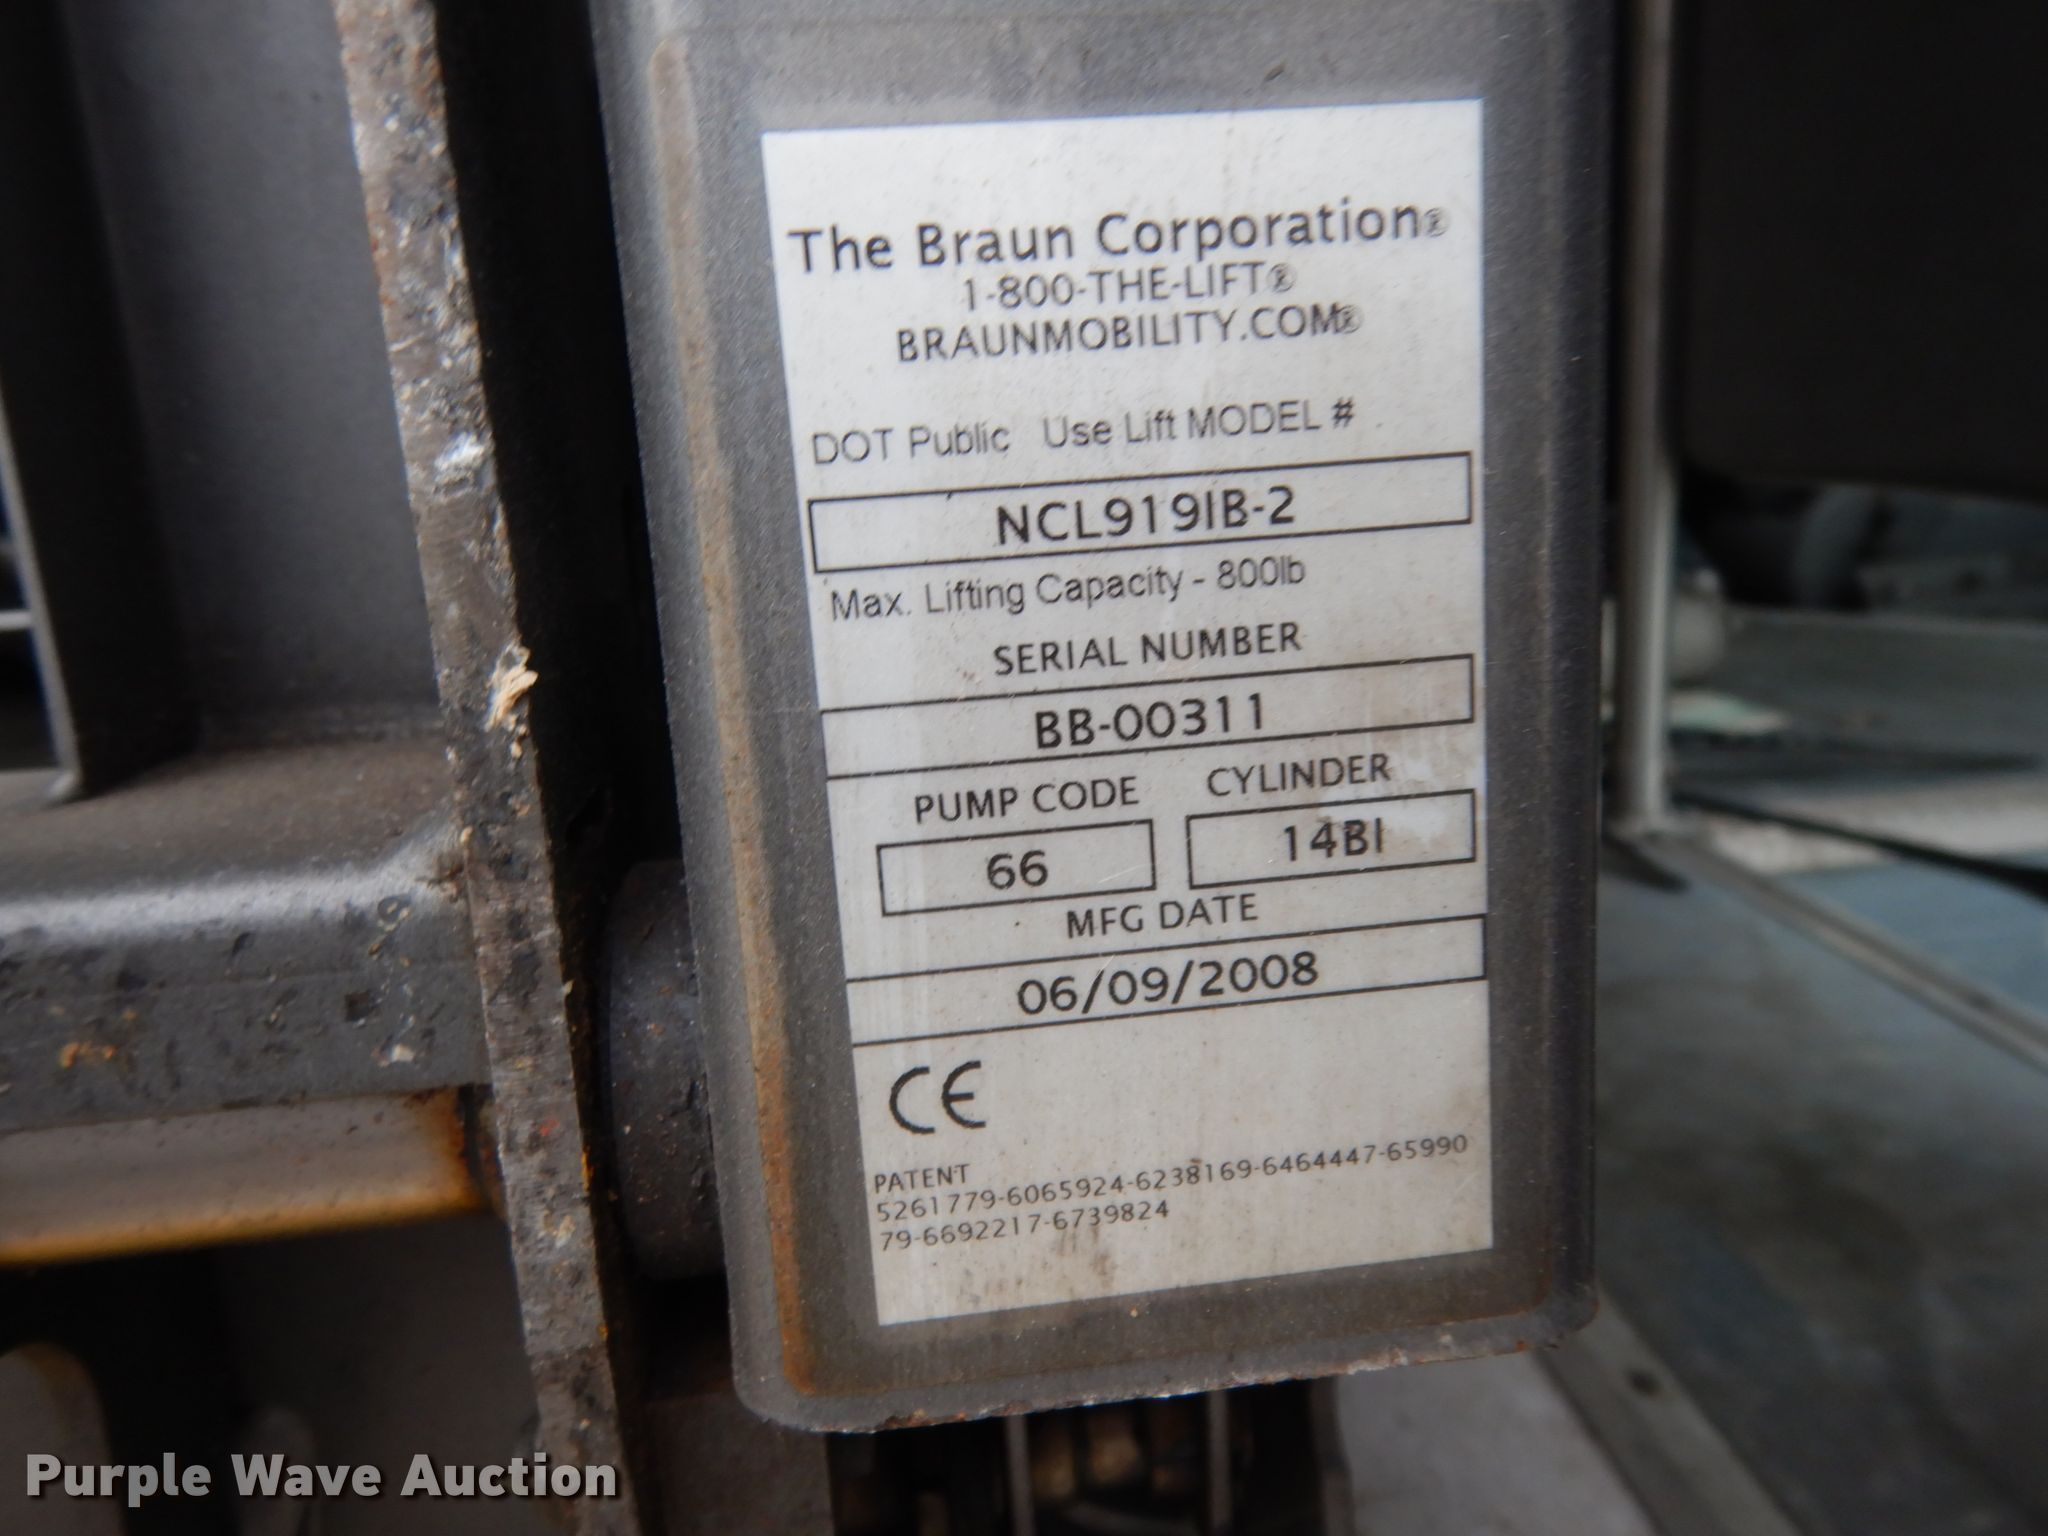 The Braun Corporation®
1-800-THE-LIFT®
BRAUNMOBILITY.COM®
DOT Public Use Lift MODEL #
NCL919IB-2
Max. Lifting Capacity - 800lb
SERIAL NUMBER
BB-00311
PUMP CODE CYLINDER
66 14BI
MFG DATE
06/09/2008
CE
PATENT
5261779-6065924-6238169-6464447-65990
79-6692217-6739824
Purple Wave Auction